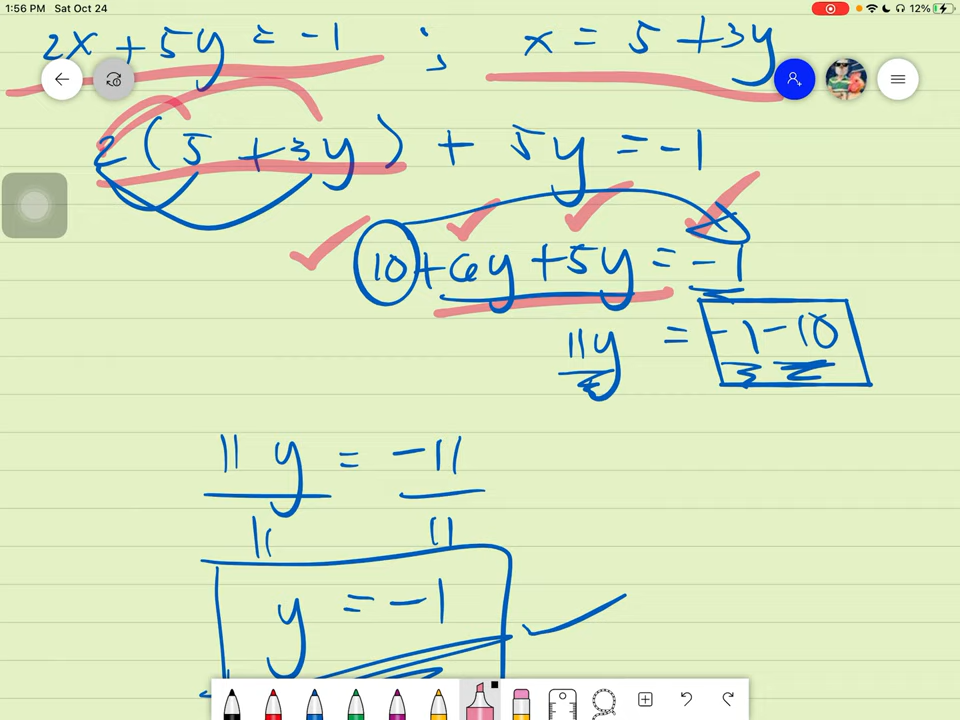 1:56 PM Sat Oct 24 12%
2x + 5y = -1 ; x = 5 + 3y
2 ( 5 + 3y ) + 5y = -1
10 + 6y + 5y = -1
11y = -1 - 10
11 y = -11
11 11
y = -1